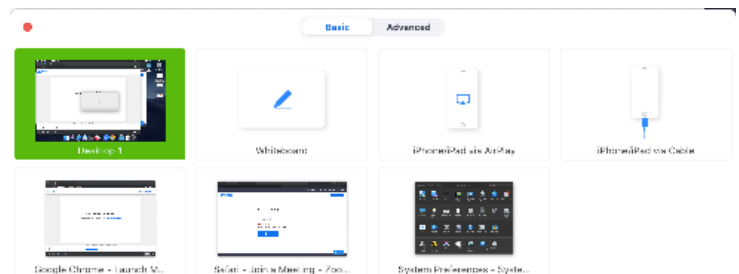 Basic Advanced
Desktop 1 Whiteboard iPhone/iPad via AirPlay iPhone/iPad via Cable
Google Chrome - Launch M... Safari - Join a Meeting - Zoo... System Preferences - Syste...